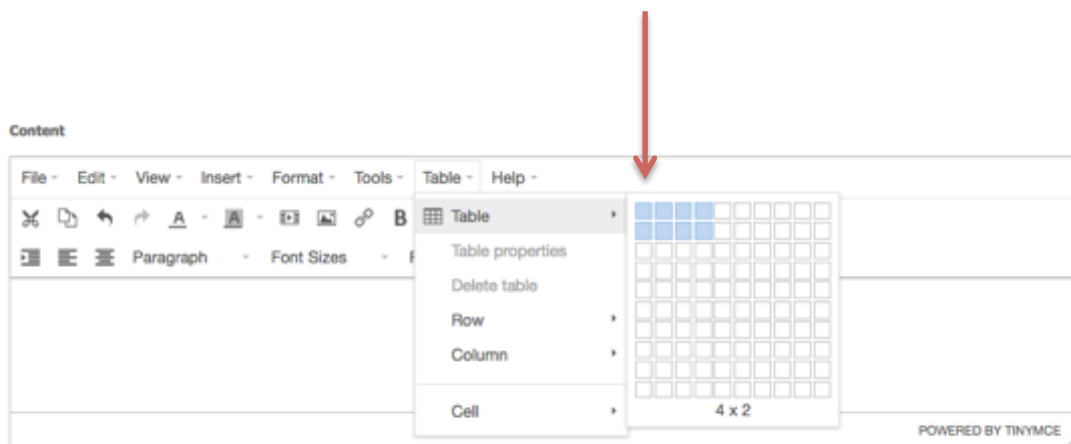 Content
File Edit View Insert Format Tools Table Help
A A B Table
Table properties
Paragraph Font Sizes
Delete table
Row
Column
Cell
4 x 2
POWERED BY TINYMCE